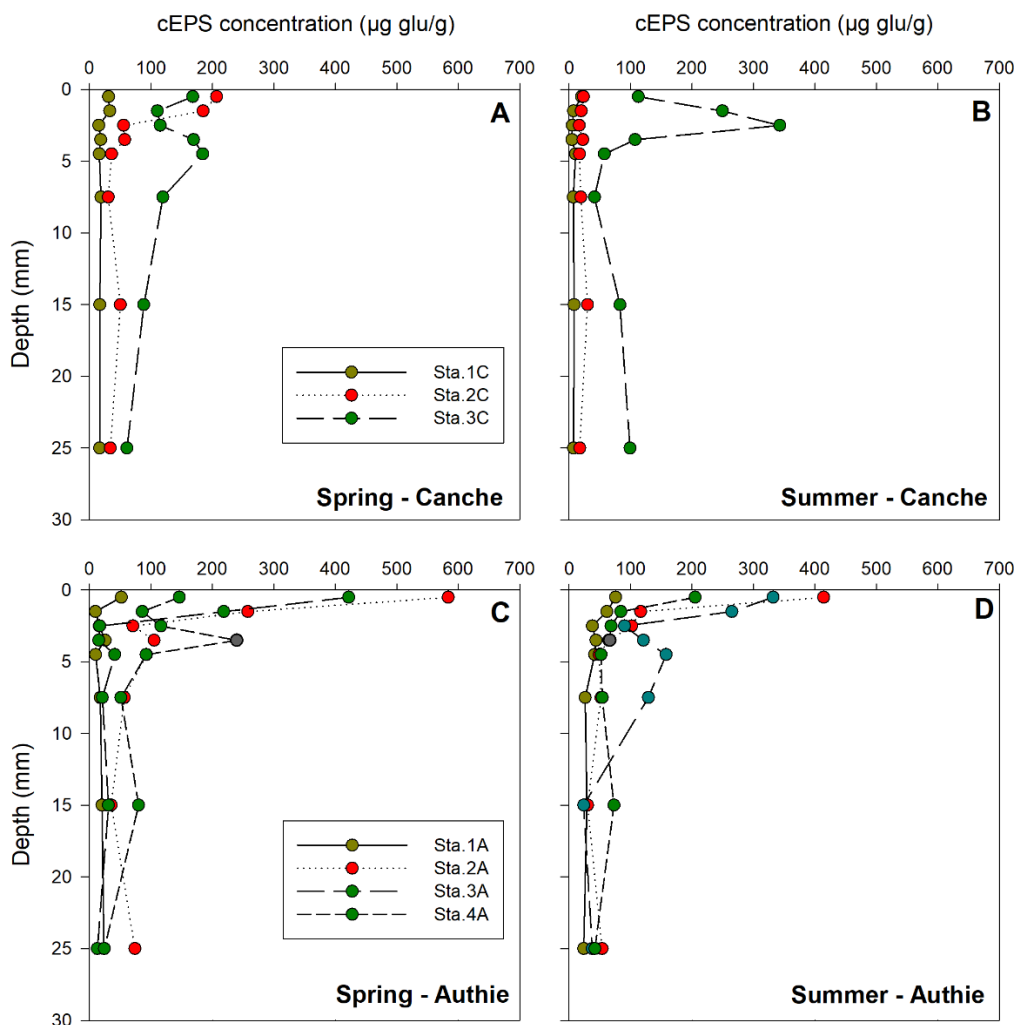 cEPS concentration (µg glu/g) cEPS concentration (µg glu/g)
0 100 200 300 400 500 600 700 0 100 200 300 400 500 600 700
0
A B
5
10
15
20
25
30
Depth (mm)
Sta.1C
Sta.2C
Sta.3C
Spring - Canche Summer - Canche
0 100 200 300 400 500 600 700 0 100 200 300 400 500 600 700
0
C D
5
10
15
20
25
30
Depth (mm)
Sta.1A
Sta.2A
Sta.3A
Sta.4A
Spring - Authie Summer - Authie